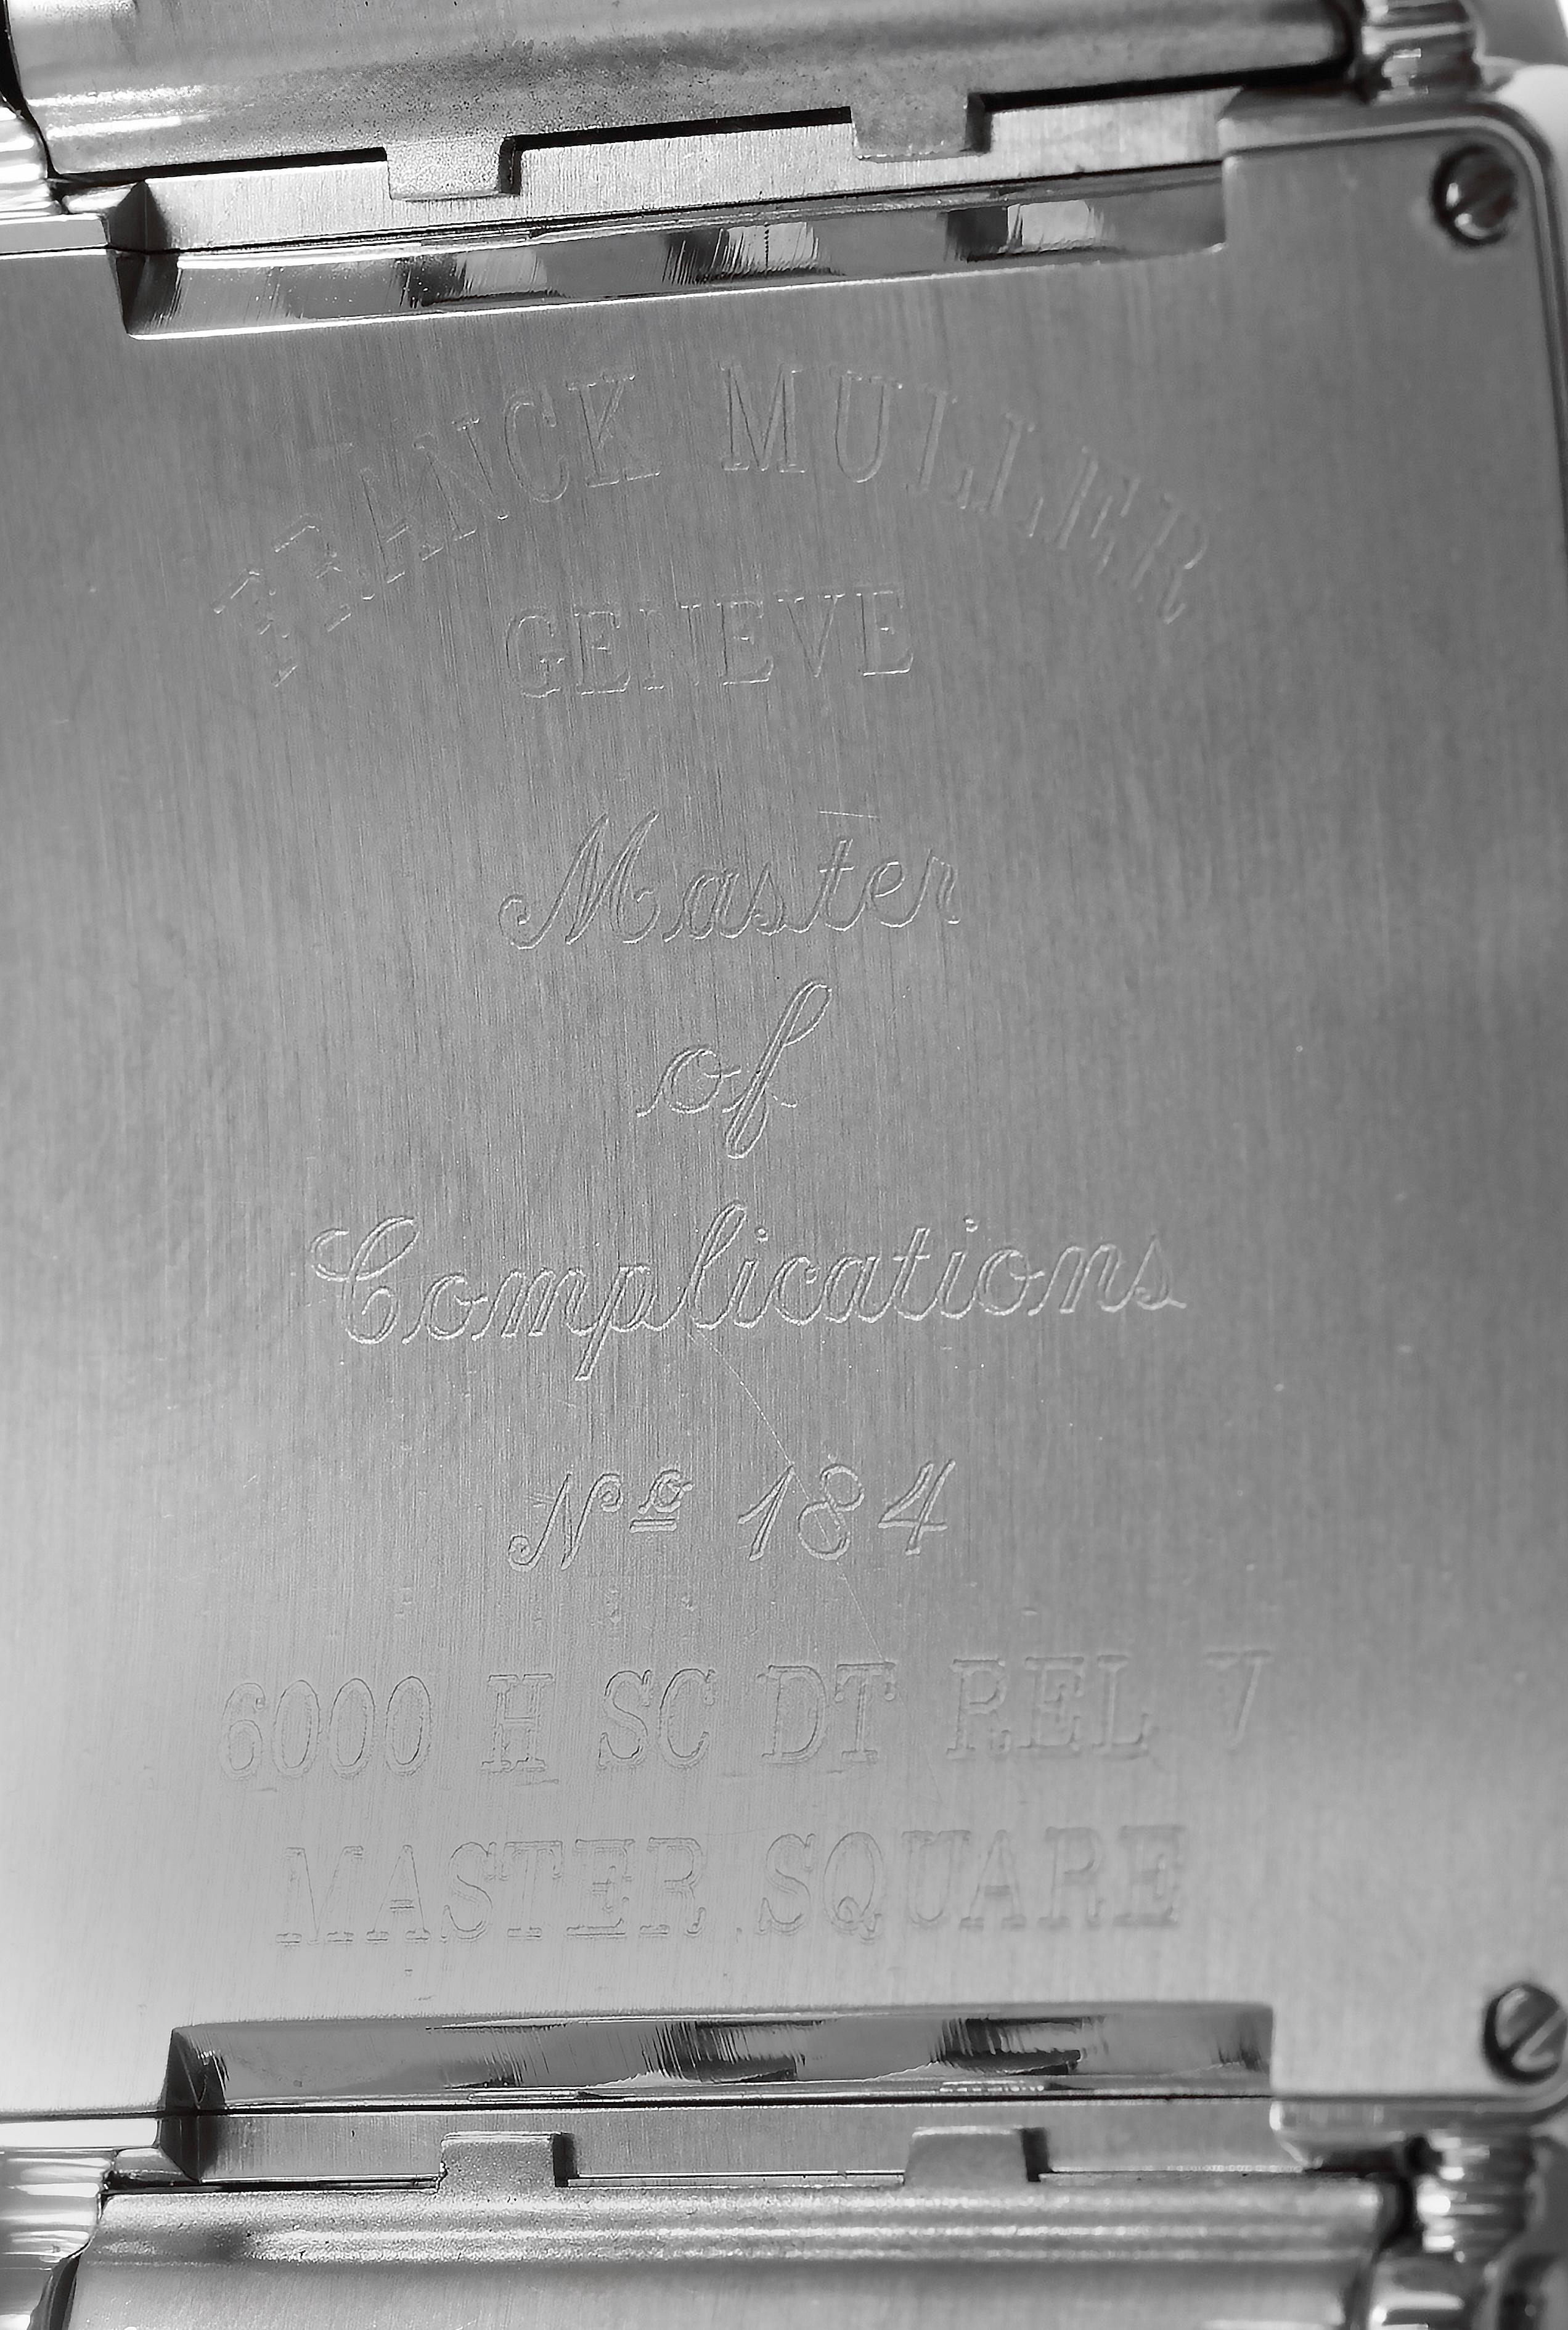 FRANCK MULLER
GENEVE
Master
of
Complications
Nº 184
6000 H SC DT REL V
MASTER SQUARE